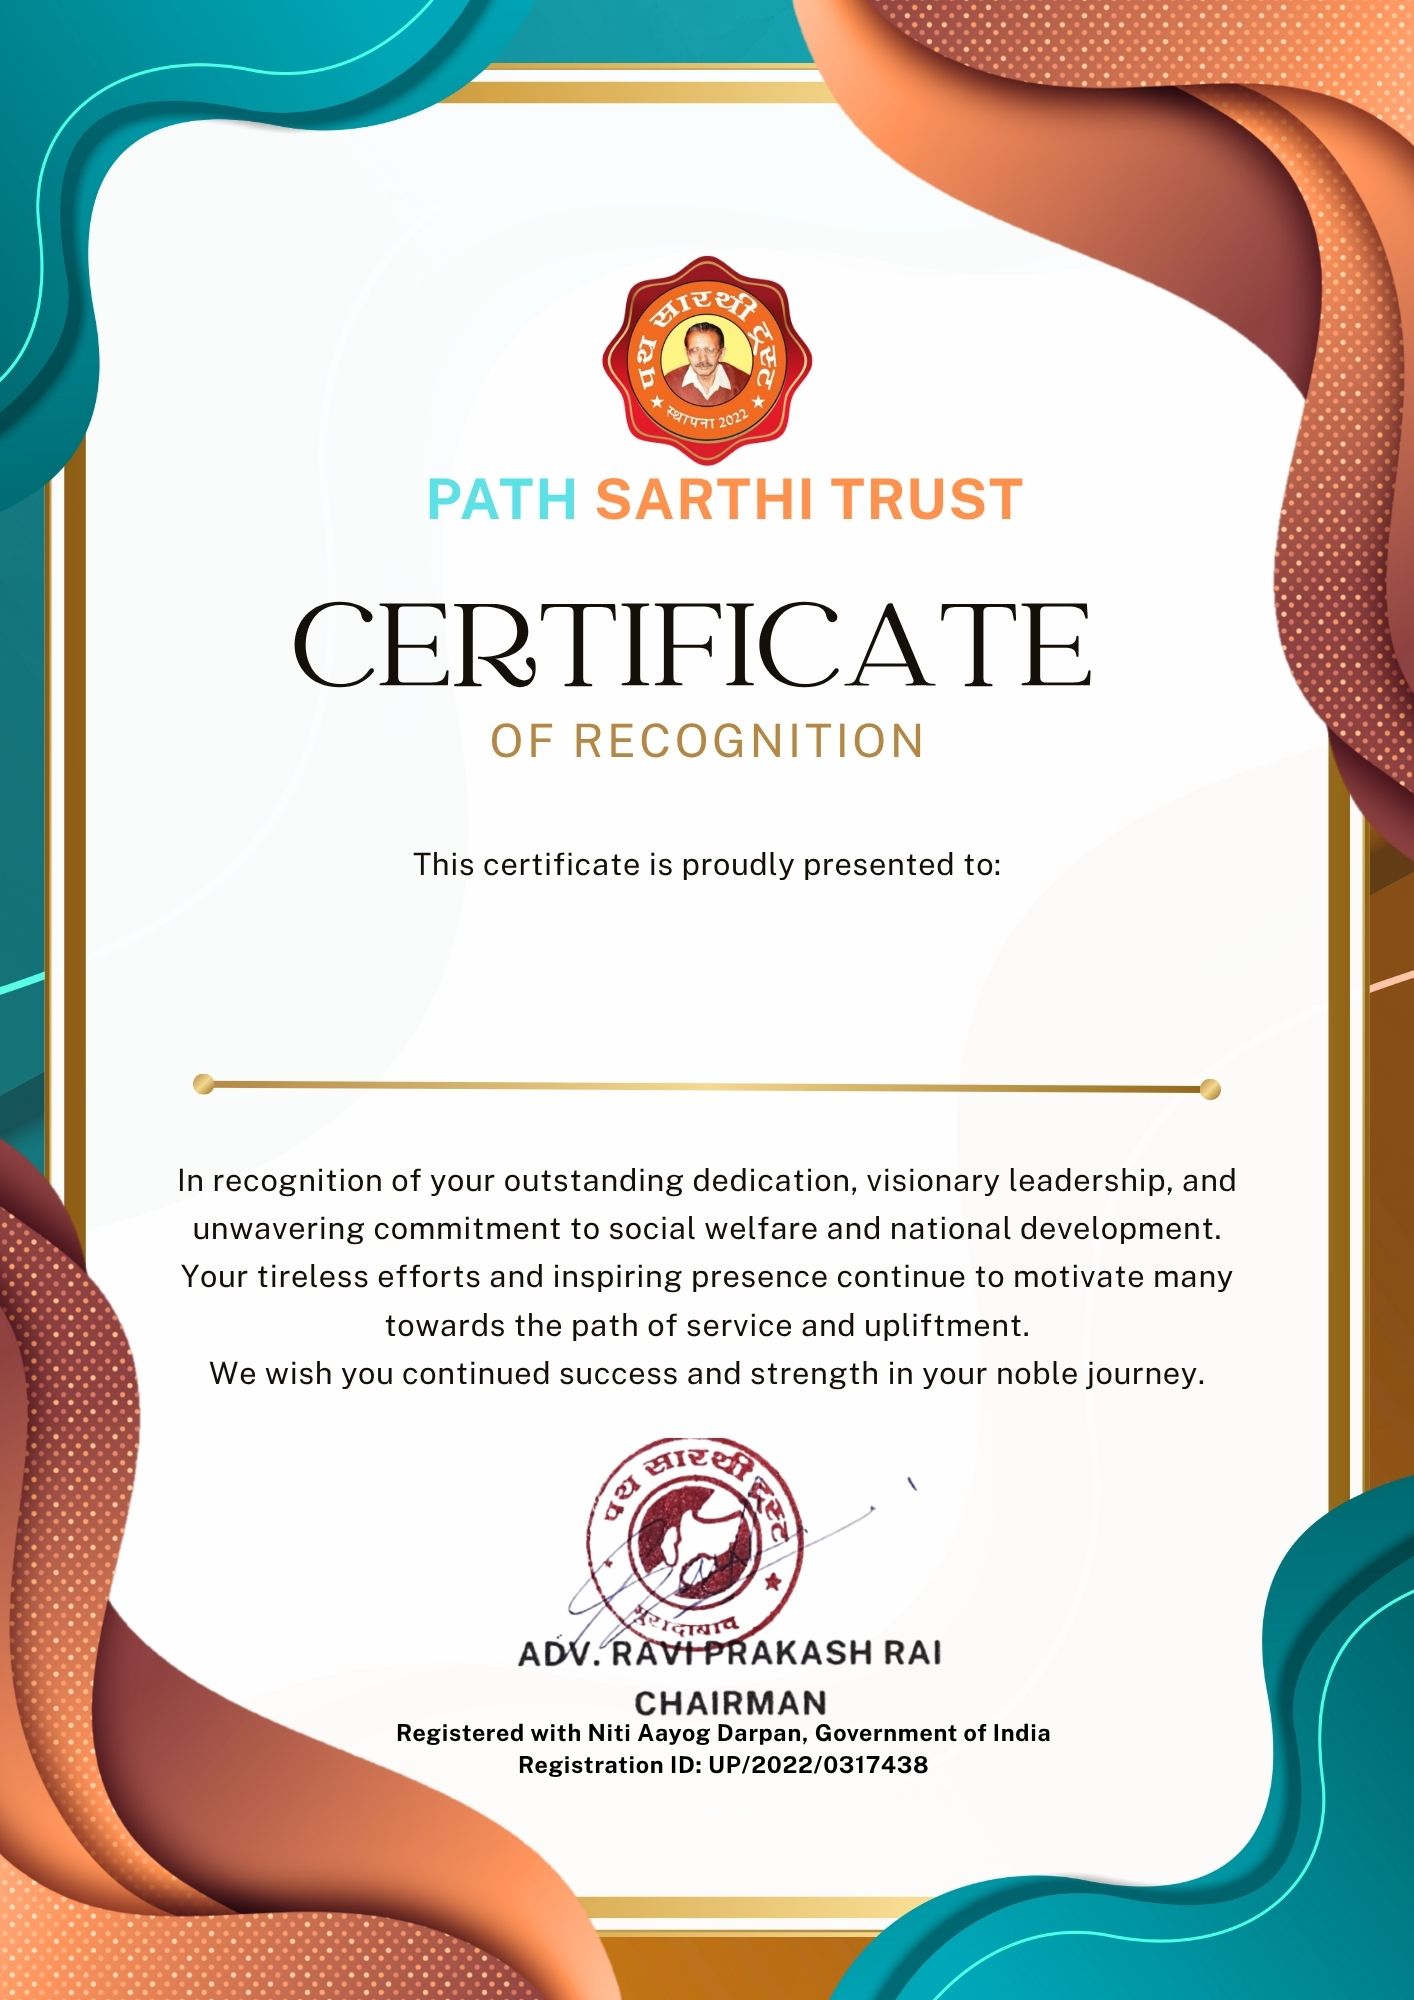 पथ सारथी ट्रस्ट
स्थापना 2022
PATH SARTHI TRUST
CERTIFICATE
OF RECOGNITION
This certificate is proudly presented to:
In recognition of your outstanding dedication, visionary leadership, and
unwavering commitment to social welfare and national development.
Your tireless efforts and inspiring presence continue to motivate many
towards the path of service and upliftment.
We wish you continued success and strength in your noble journey.
पथ सारथी ट्रस्ट
मुरादाबाद
ADV. RAVI PRAKASH RAI
CHAIRMAN
Registered with Niti Aayog Darpan, Government of India
Registration ID: UP/2022/0317438